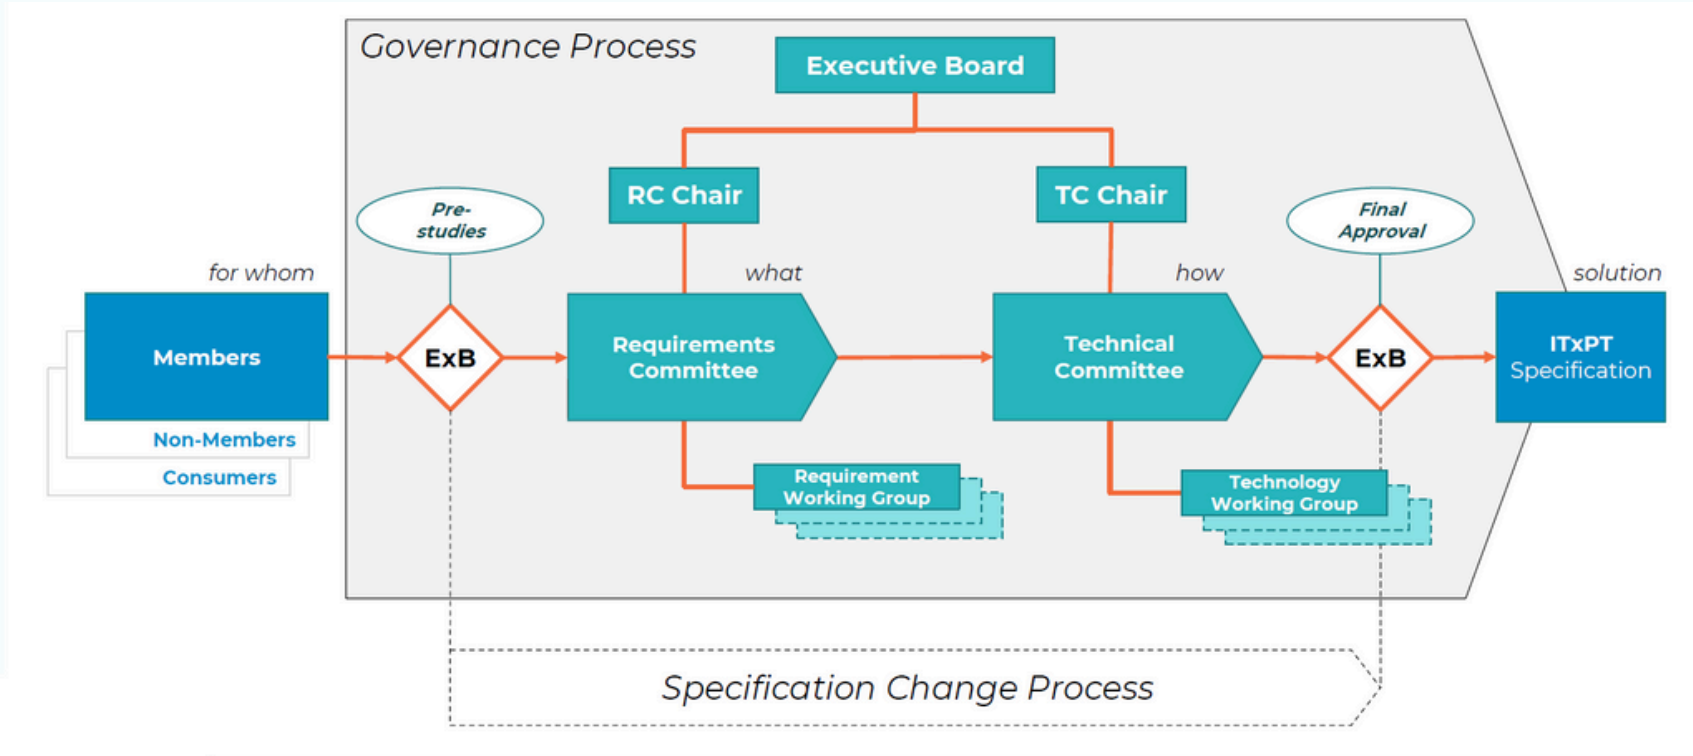 Governance Process
Executive Board
RC Chair
TC Chair
Pre-
studies
Final
Approval
for whom
what
how
solution
Members
ExB
Requirements
Committee
Technical
Committee
ExB
ITxPT
Specification
Non-Members
Consumers
Requirement
Working Group
Technology
Working Group
Specification Change Process